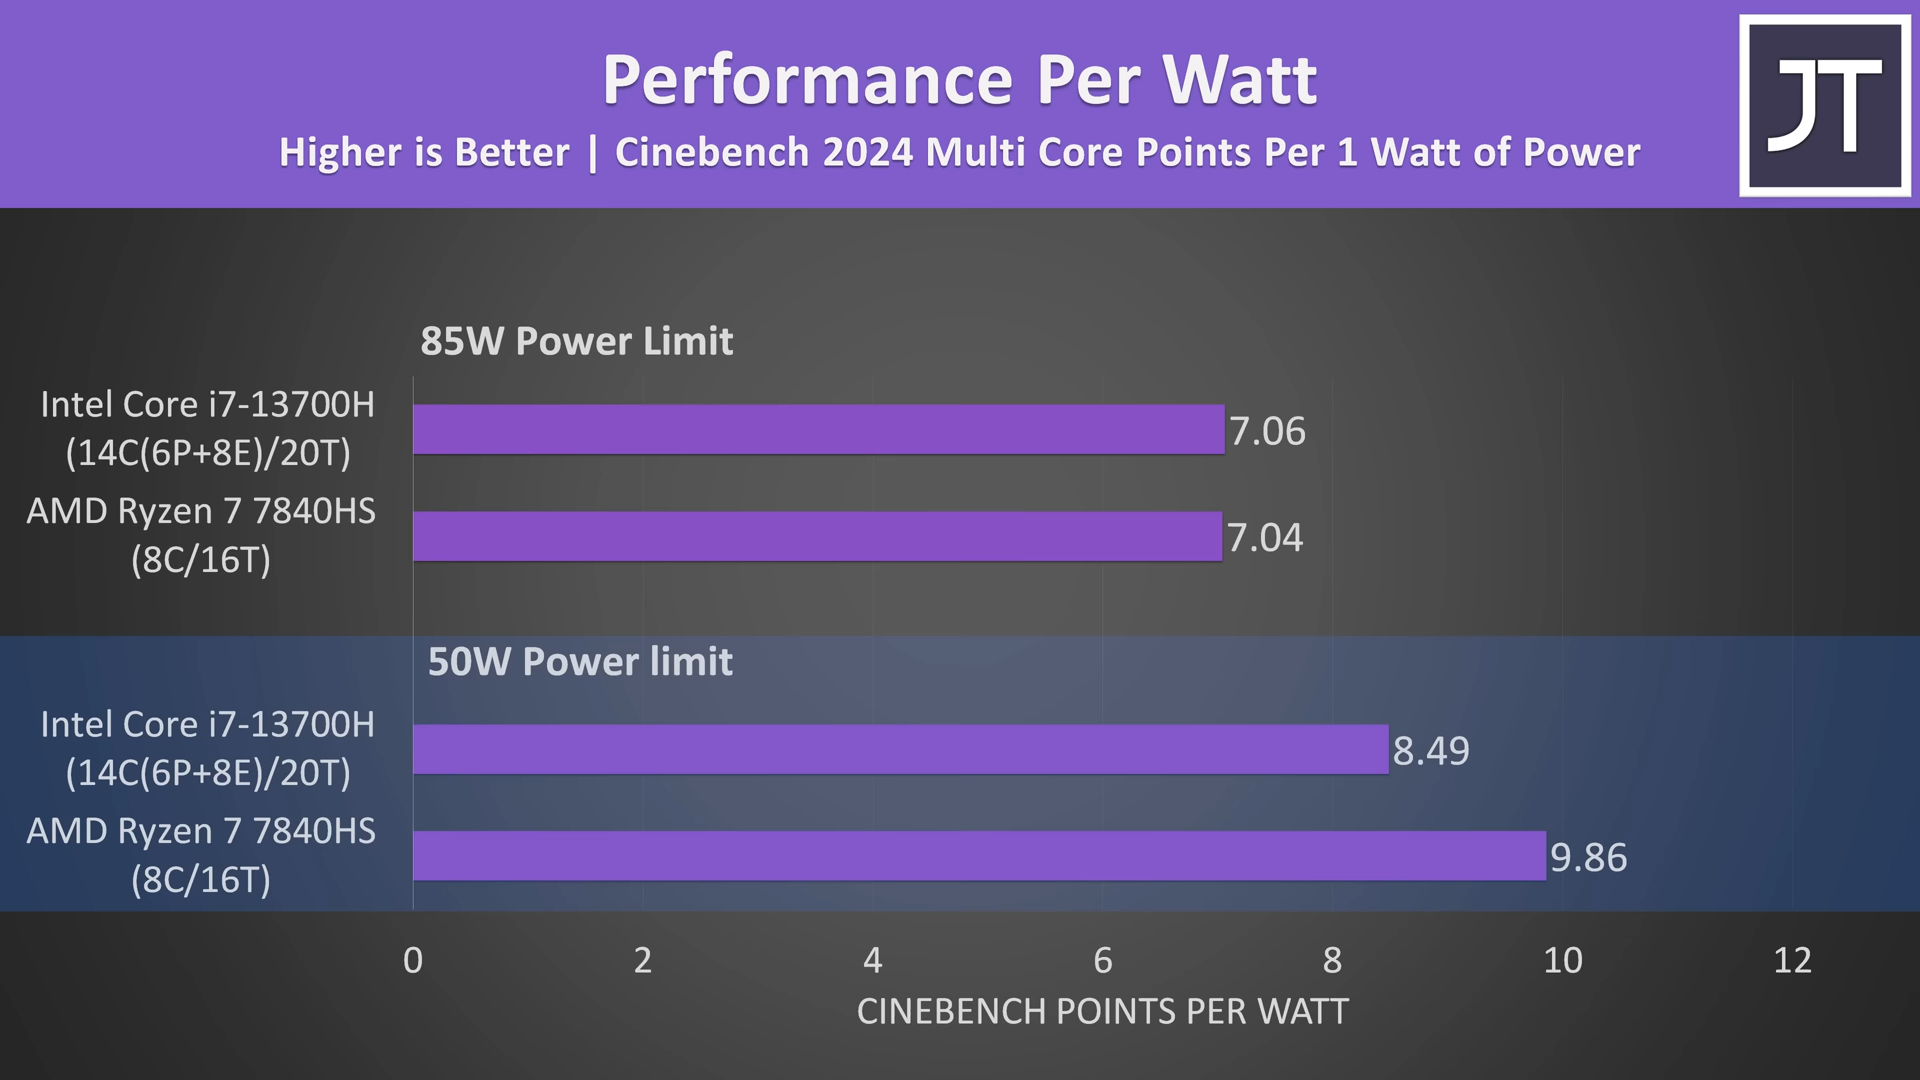 Performance Per Watt
Higher is Better | Cinebench 2024 Multi Core Points Per 1 Watt of Power
JT
85W Power Limit
Intel Core i7-13700H
(14C(6P+8E)/20T)
7.06
AMD Ryzen 7 7840HS
(8C/16T)
7.04
50W Power limit
Intel Core i7-13700H
(14C(6P+8E)/20T)
8.49
AMD Ryzen 7 7840HS
(8C/16T)
9.86
0 2 4 6 8 10 12
CINEBENCH POINTS PER WATT